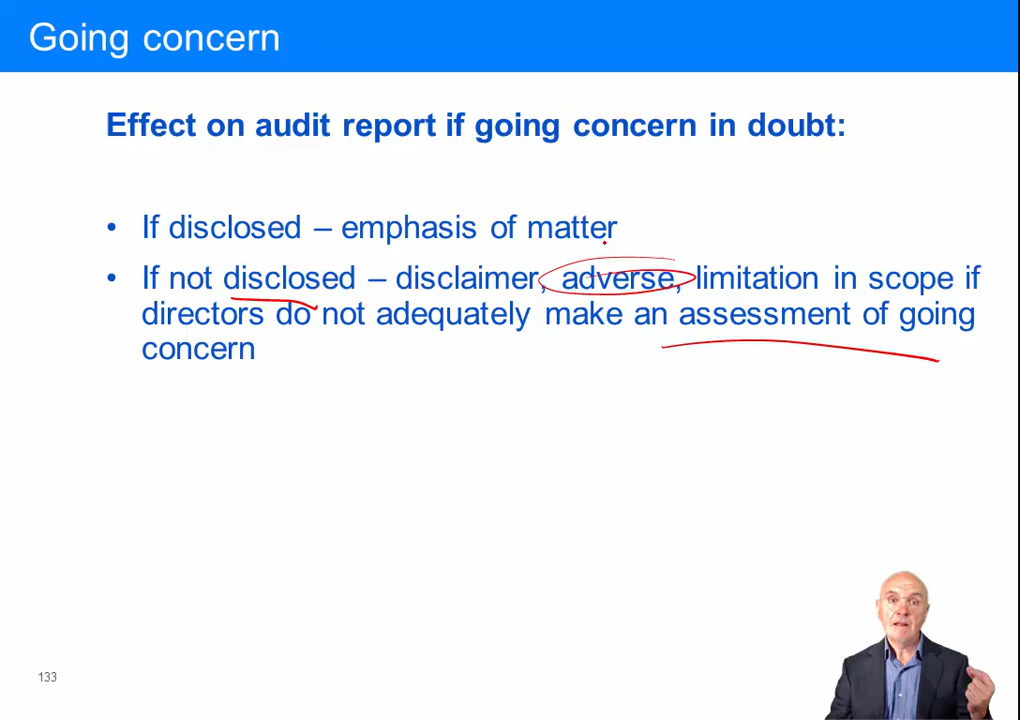 Going concern
Effect on audit report if going concern in doubt:
• If disclosed – emphasis of matter
• If not disclosed – disclaimer, adverse, limitation in scope if
directors do not adequately make an assessment of going
concern
133